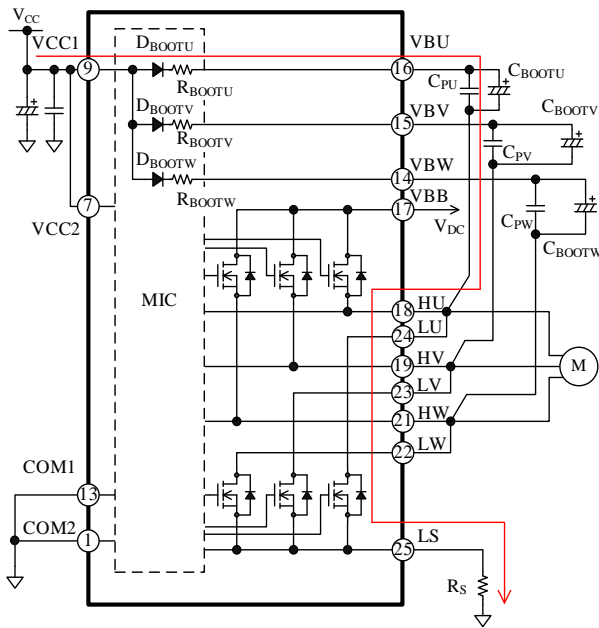 VCC
VCC1
DBOOTU
VBU
9
16
RBOOTU
CPU
CBOOTU
DBOOTV
VBV
15
CBOOTV
RBOOTV
CPV
DBOOTW
VBW
14
RBOOTW
VBB
17
VDC
CPW
CBOOTW
7
VCC2
MIC
18
HU
24
LU
19
HV
23
LV
21
HW
22
LW
M
COM1
13
COM2
1
25
LS
RS